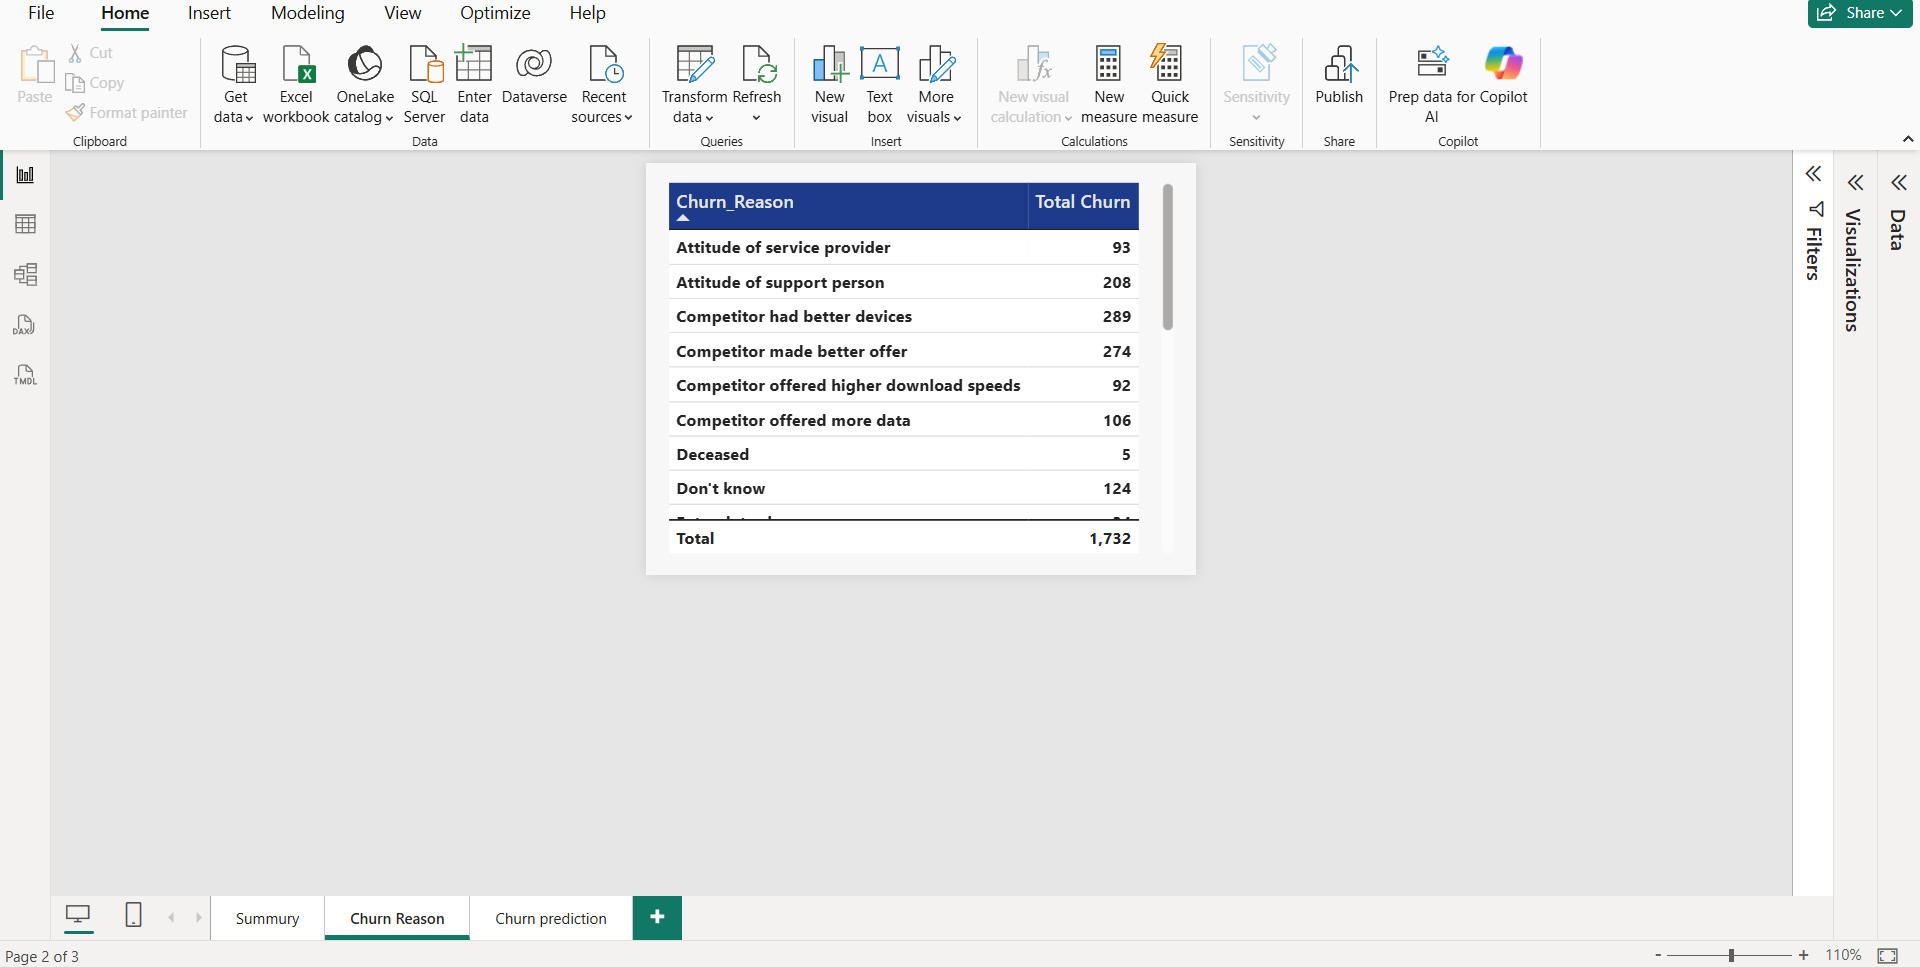 File Home Insert Modeling View Optimize Help Share
Paste Cut Copy Format painter
Clipboard
Get data Excel workbook OneLake catalog SQL Server Enter data Dataverse Recent sources
Data
Transform data Refresh
Queries
New visual Text box More visuals
Insert
New visual calculation New measure Quick measure
Calculations
Sensitivity
Sensitivity
Publish
Share
Prep data for AI Copilot
Copilot
DAX
TMDL
Churn_Reason Total Churn
Attitude of service provider 93
Attitude of support person 208
Competitor had better devices 289
Competitor made better offer 274
Competitor offered higher download speeds 92
Competitor offered more data 106
Deceased 5
Don't know 124
Total 1,732
Filters
Visualizations
Data
Summury Churn Reason Churn prediction
Page 2 of 3 - + 110%